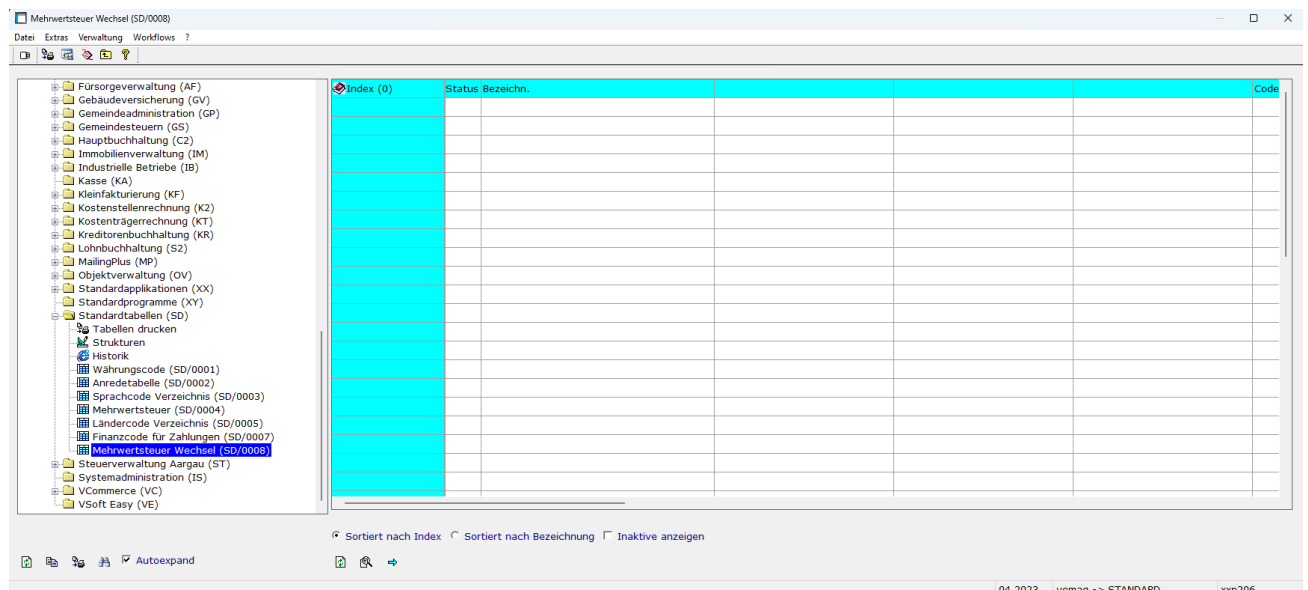 Mehrwertsteuer Wechsel (SD/0008)
Datei Extras Verwaltung Workflows ?
Fürsorgeverwaltung (AF)
Gebäudeversicherung (GV)
Gemeindeadministration (GP)
Gemeindesteuern (GS)
Hauptbuchhaltung (C2)
Immobilienverwaltung (IM)
Industrielle Betriebe (IB)
Kasse (KA)
Kleinfakturierung (KF)
Kostenstellenrechnung (K2)
Kostenträgerrechnung (KT)
Kreditorenbuchhaltung (KR)
Lohnbuchhaltung (S2)
MailingPlus (MP)
Objektverwaltung (OV)
Standardapplikationen (XX)
Standardprogramme (XY)
Standardtabellen (SD)
Tabellen drucken
Strukturen
Historik
Währungscode (SD/0001)
Anredetabelle (SD/0002)
Sprachcode Verzeichnis (SD/0003)
Mehrwertsteuer (SD/0004)
Ländercode Verzeichnis (SD/0005)
Finanzcode für Zahlungen (SD/0007)
Mehrwertsteuer Wechsel (SD/0008)
Steuerverwaltung Aargau (ST)
Systemadministration (IS)
VCommerce (VC)
VSoft Easy (VE)
Autoexpand
Index (0) Status Bezeichn. Code
Sortiert nach Index Sortiert nach Bezeichnung Inaktive anzeigen
04.2023 -> STANDARD